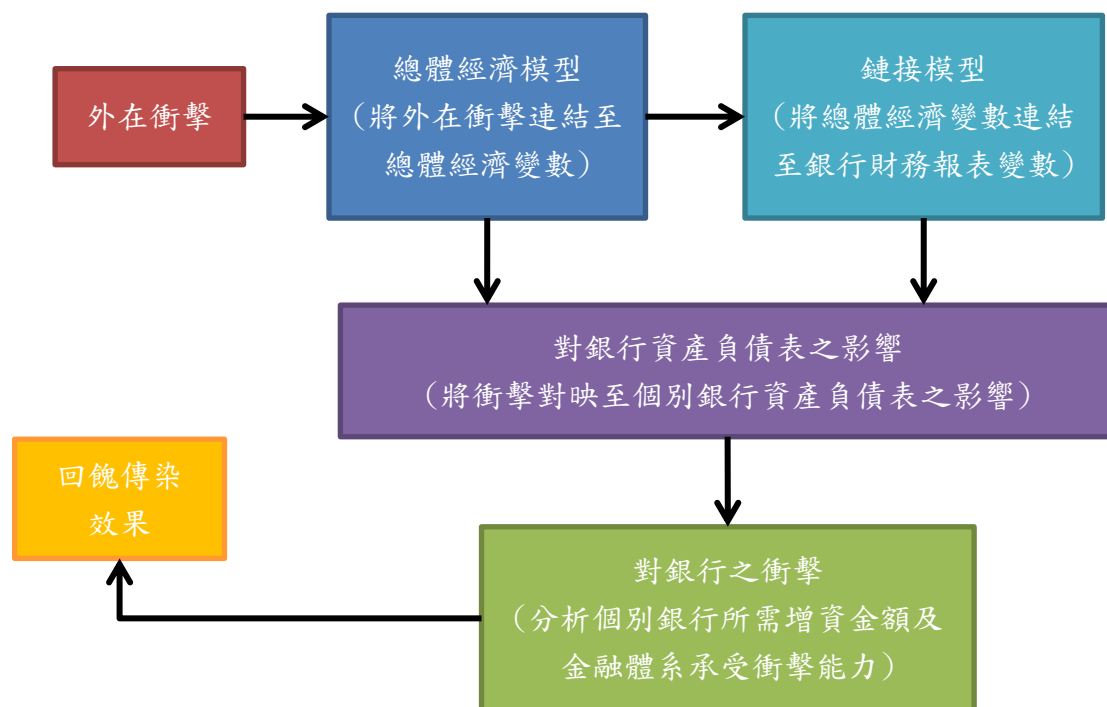 外在衝擊
總體經濟模型
（將外在衝擊連結至
總體經濟變數）
鏈接模型
（將總體經濟變數連結
至銀行財務報表變數）
對銀行資產負債表之影響
（將衝擊對映至個別銀行資產負債表之影響）
回餽傳染
效果
對銀行之衝擊
（分析個別銀行所需增資金額及
金融體系承受衝擊能力）